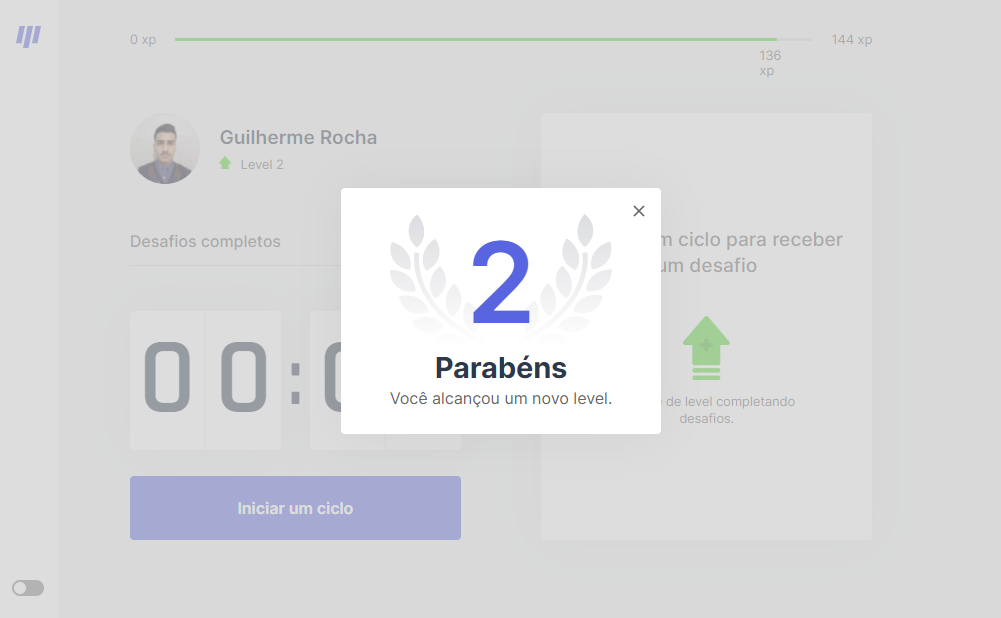 0 xp
136
xp
144 xp
Guilherme Rocha
Level 2
Desafios completos
00:
Iniciar um ciclo
2
Parabéns
Você alcançou um novo level.
ciclo para receber
um desafio
de level completando
desafios.